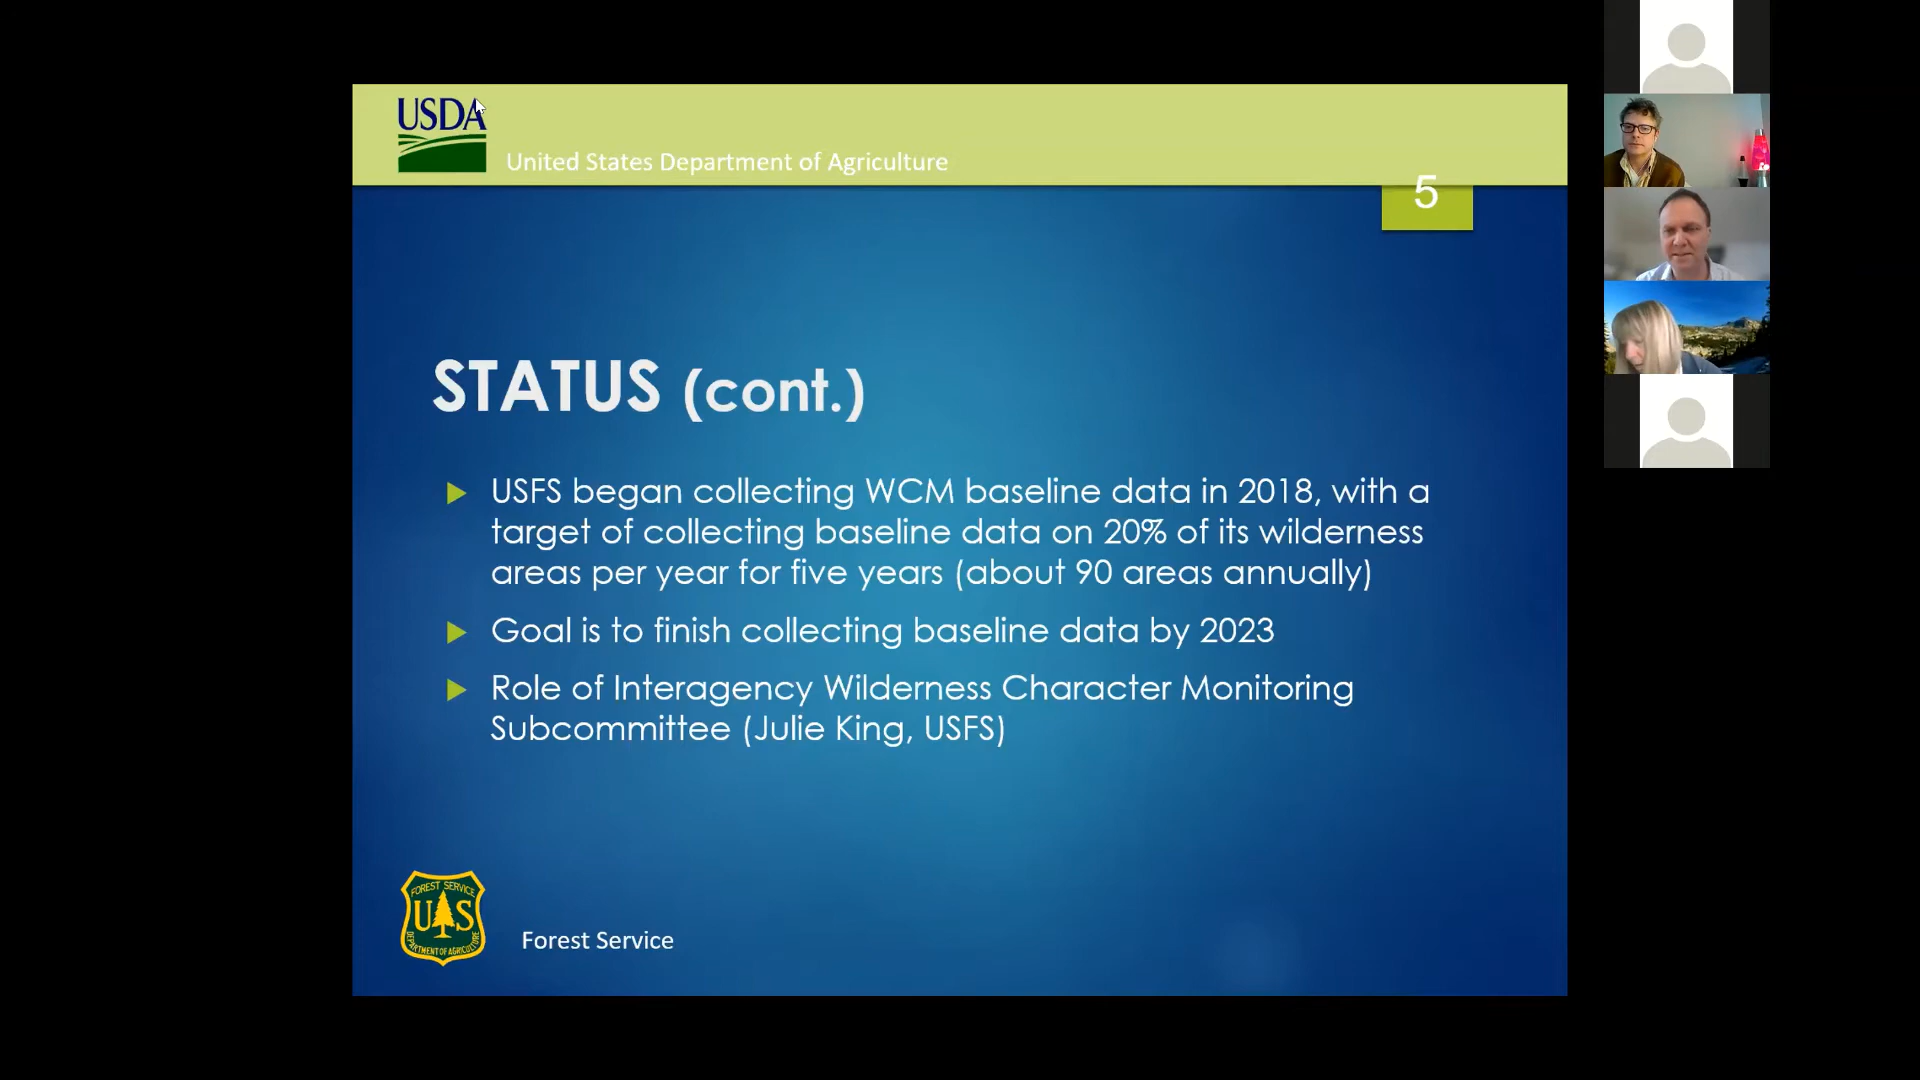 USDA
United States Department of Agriculture
5
STATUS (cont.)
USFS began collecting WCM baseline data in 2018, with a
target of collecting baseline data on 20% of its wilderness
areas per year for five years (about 90 areas annually)
Goal is to finish collecting baseline data by 2023
Role of Interagency Wilderness Character Monitoring
Subcommittee (Julie King, USFS)
FOREST SERVICE
U S
DEPARTMENT OF AGRICULTURE
Forest Service